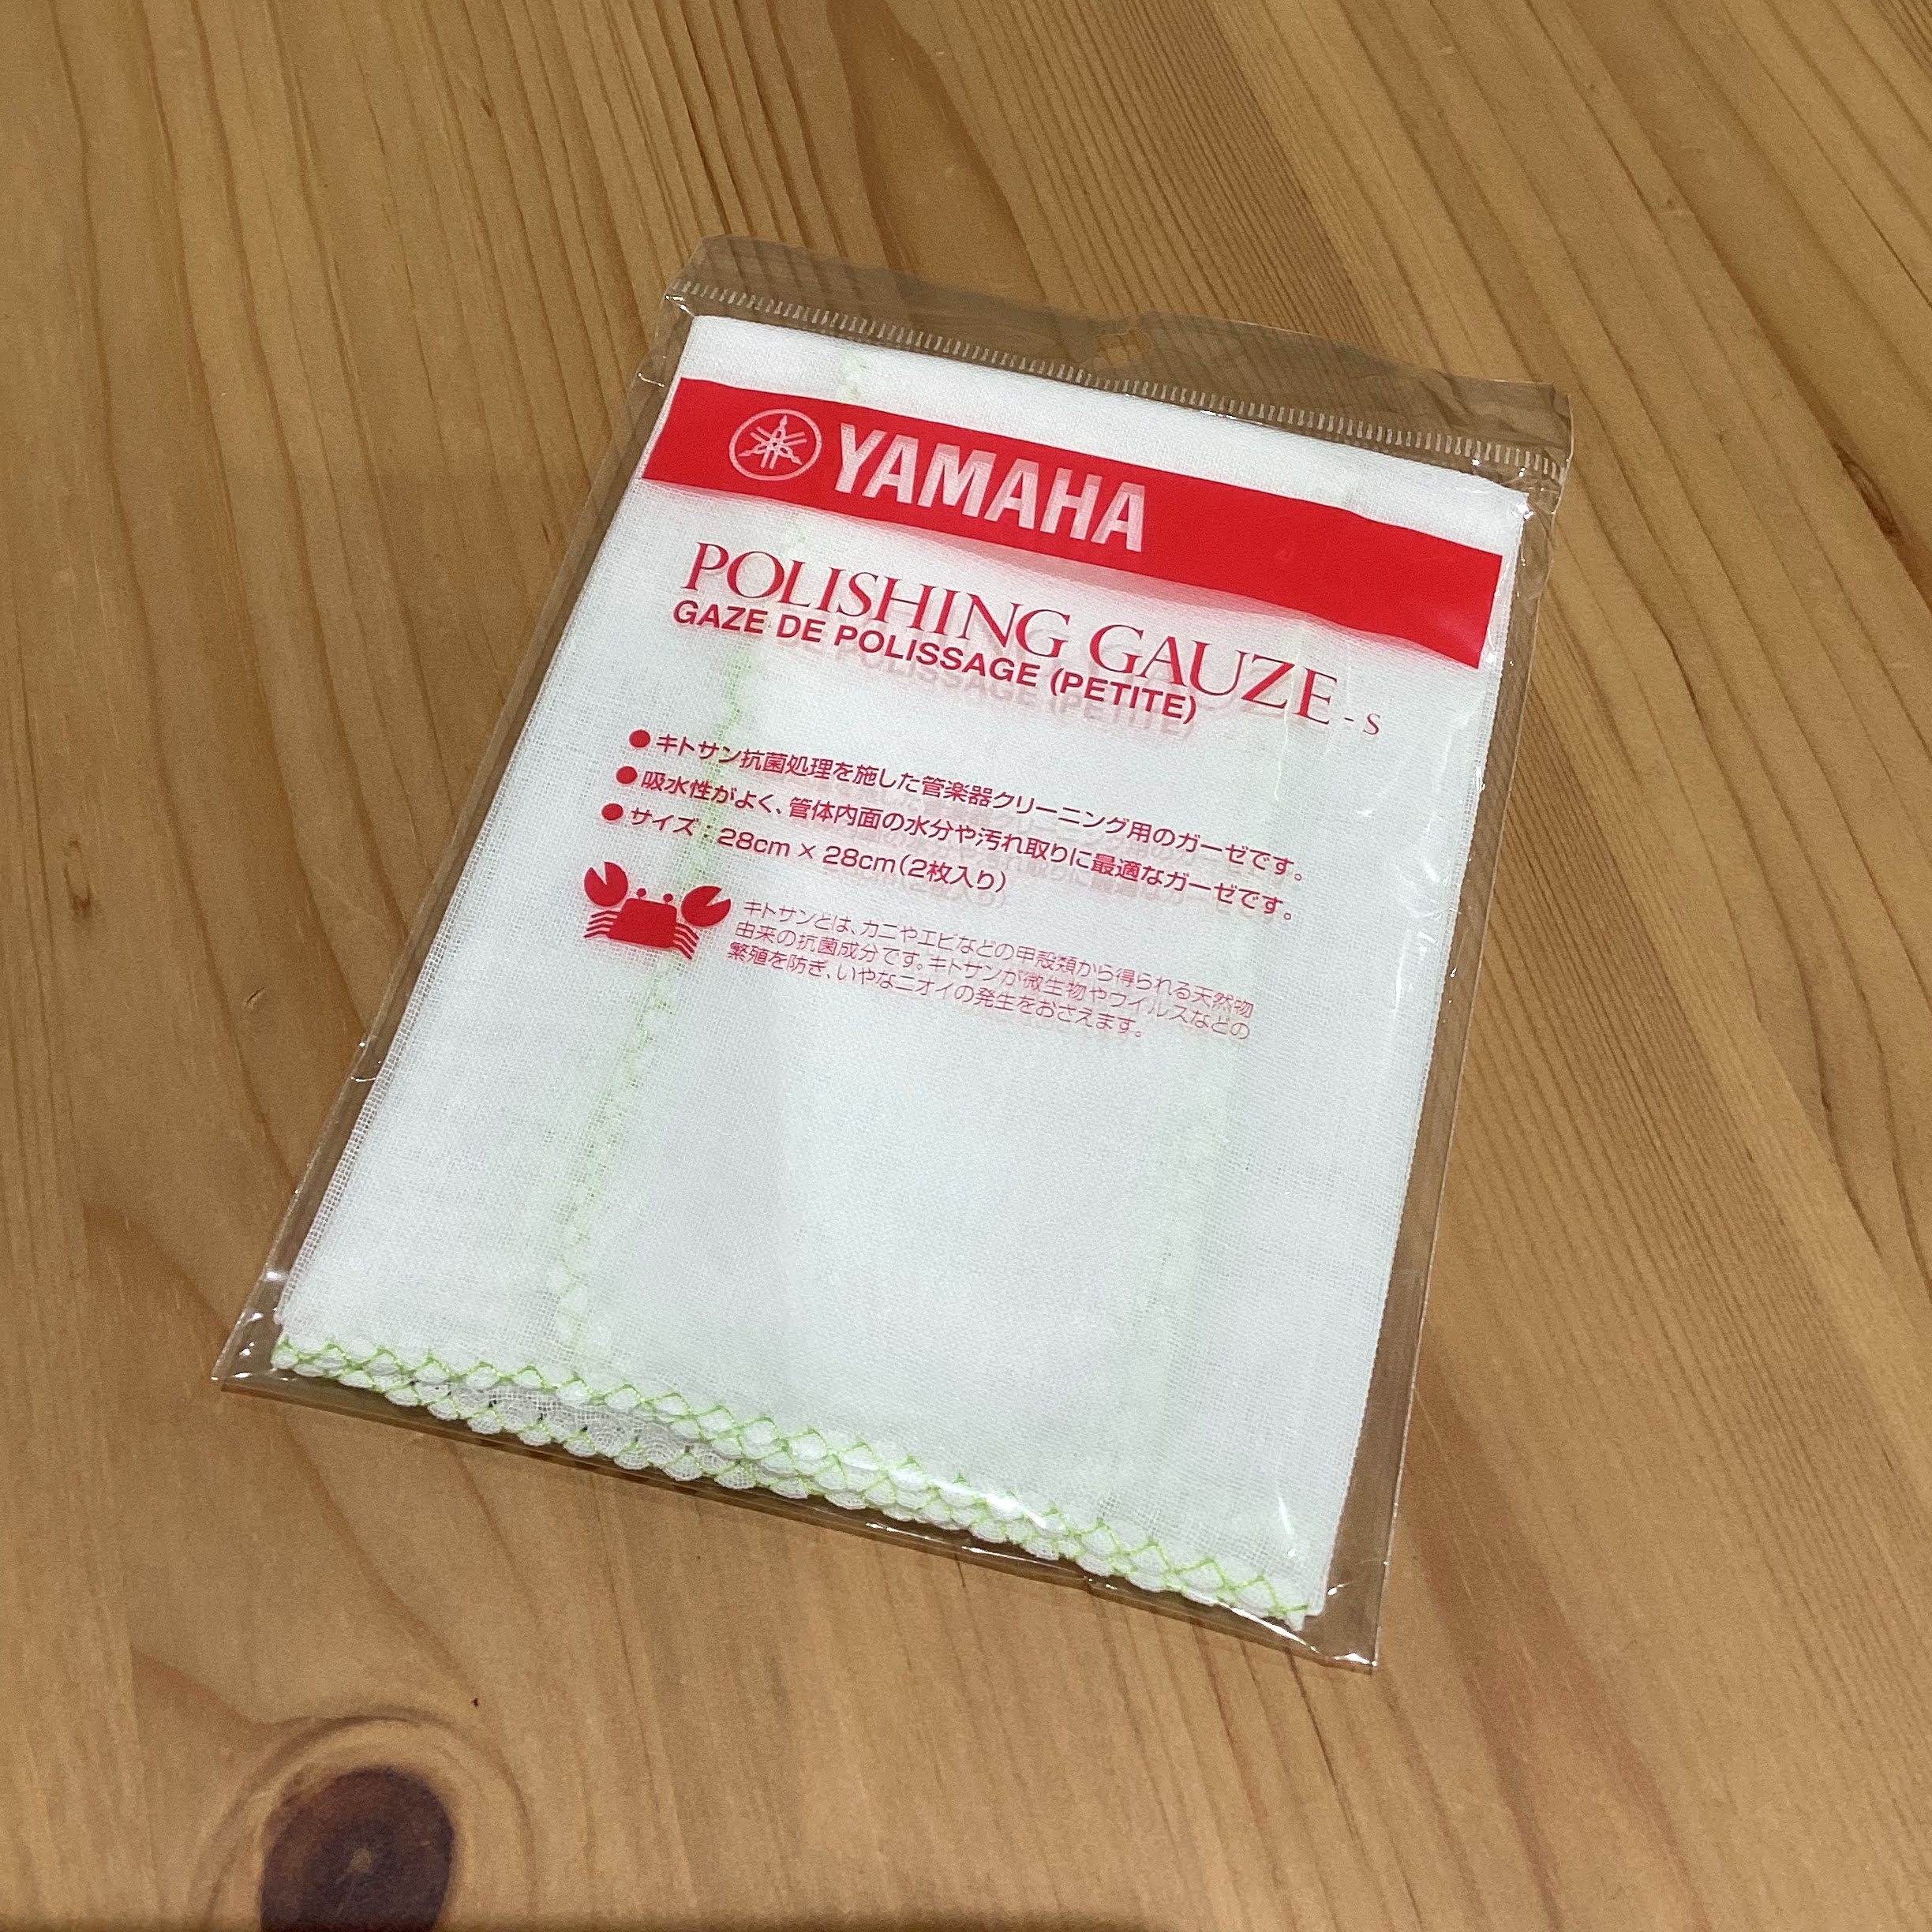 YAMAHA
POLISHING GAUZE - S
GAZE DE POLISSAGE (PETITE)
●キトサン抗菌処理を施した管楽器クリーニング用のガーゼです。
●吸水性がよく、管体内面の水分や汚れ取りに最適なガーゼです。
●サイズ：28cm × 28cm（2枚入り）
キトサンとは、カニやエビなどの甲殻類から得られる天然物
由来の抗菌成分です。キトサンが微生物やウイルスなどの
繁殖を防ぎ、いやなニオイの発生をおさえます。